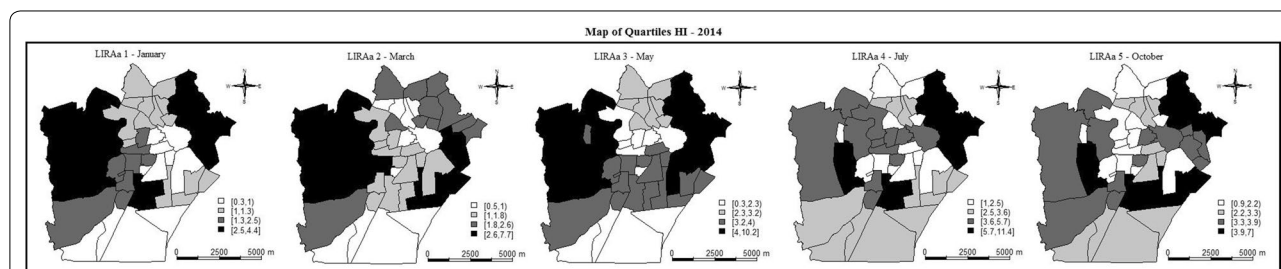 Map of Quartiles HI - 2014
LIRAa 1 - January
LIRAa 2 - March
LIRAa 3 - May
LIRAa 4 - July
LIRAa 5 - October
N
W E
S
N
W E
S
N
W E
S
N
W E
S
N
W E
S
[0.3,1]
[1,1.3)
[1.3,2.5)
[2.5,4.4]
0 2500 5000 m
[0.5,1)
[1,1.8)
[1.8,2.6)
[2.6,7.7]
0 2500 5000 m
[0.3,2.3)
[2.3,3.2)
[3.2,4)
[4,10.2]
0 2500 5000 m
[1,2.5)
[2.5,3.6)
[3.6,5.7)
[5.7,11.4]
0 2500 5000 m
[0.9,2.2)
[2.2,3.3)
[3.3,3.9)
[3.9,7]
0 2500 5000 m